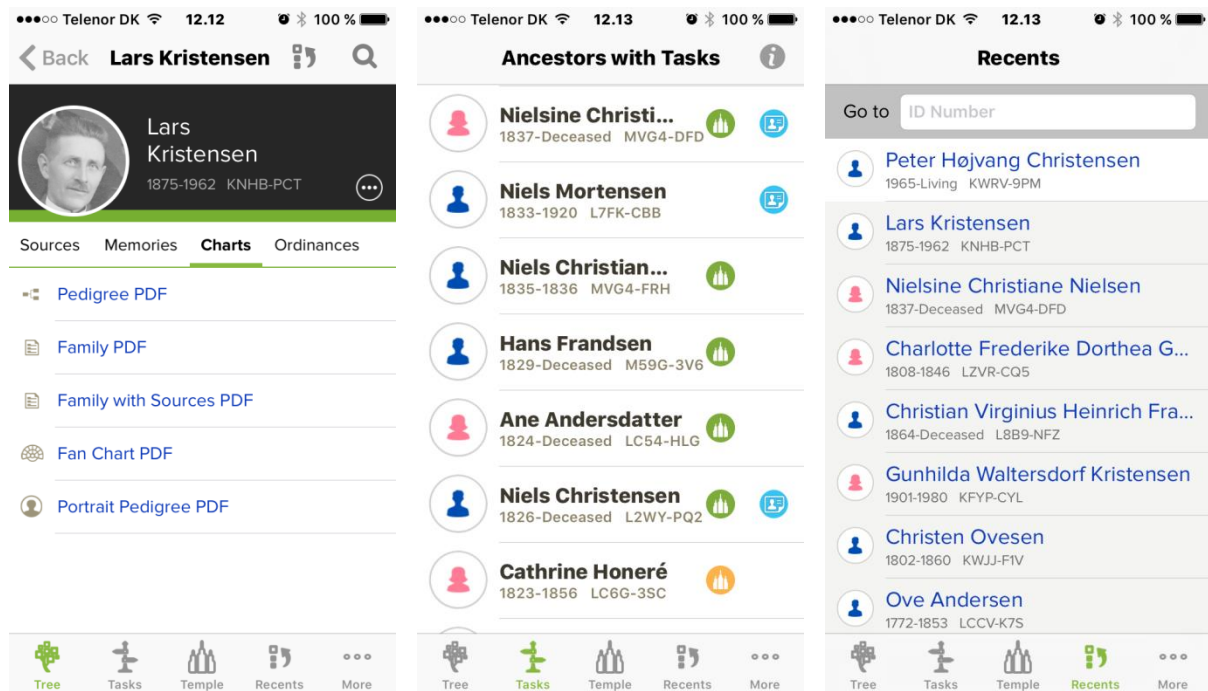 Telenor DK 12.12 100 %
Back Lars Kristensen
Lars
Kristensen
1875-1962 KNHB-PCT
Sources Memories Charts Ordinances
Pedigree PDF
Family PDF
Family with Sources PDF
Fan Chart PDF
Portrait Pedigree PDF
Tree Tasks Temple Recents More
Telenor DK 12.13 100 %
Ancestors with Tasks
Nielsine Christi...
1837-Deceased MVG4-DFD
Niels Mortensen
1833-1920 L7FK-CBB
Niels Christian...
1835-1836 MVG4-FRH
Hans Frandsen
1829-Deceased M59G-3V6
Ane Andersdatter
1824-Deceased LC54-HLG
Niels Christensen
1826-Deceased L2WY-PQ2
Cathrine Honeré
1823-1856 LC6G-3SC
Tree Tasks Temple Recents More
Telenor DK 12.13 100 %
Recents
Go to ID Number
Peter Højvang Christensen
1965-Living KWRV-9PM
Lars Kristensen
1875-1962 KNHB-PCT
Nielsine Christiane Nielsen
1837-Deceased MVG4-DFD
Charlotte Frederike Dorthea G...
1808-1846 LZVR-CQ5
Christian Virginius Heinrich Fra...
1864-Deceased L8B9-NFZ
Gunhilda Waltersdorf Kristensen
1901-1980 KFYP-CYL
Christen Ovesen
1802-1860 KWJJ-F1V
Ove Andersen
1772-1853 LCCV-K7S
Tree Tasks Temple Recents More